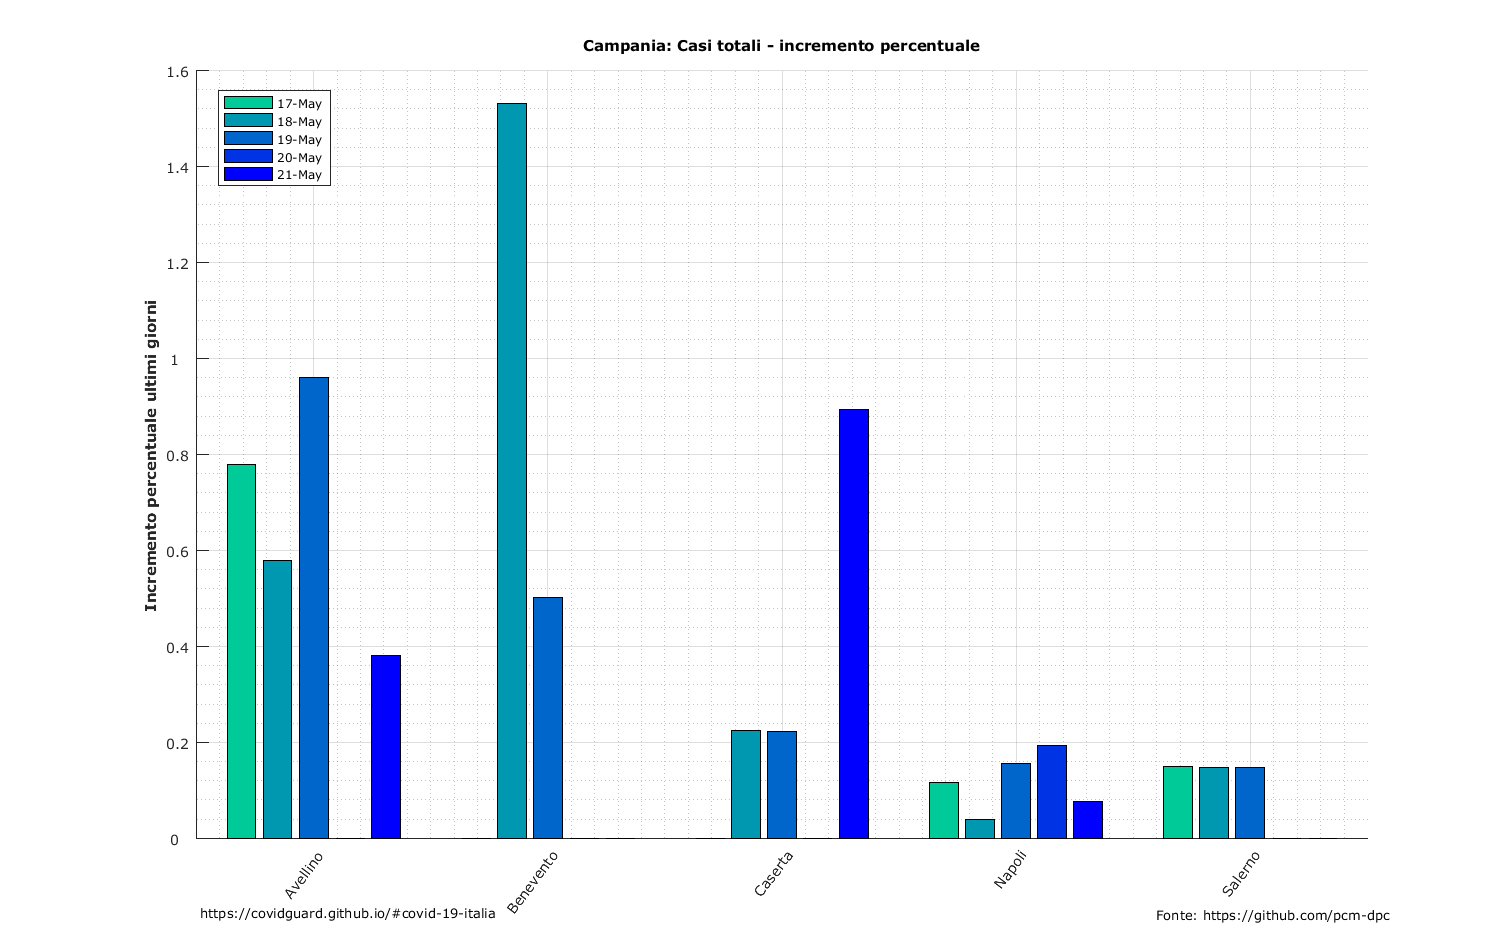 Campania: Casi totali - incremento percentuale
1.6
1.4
1.2
1
0.8
0.6
0.4
0.2
0
Incremento percentuale ultimi giorni
17-May
18-May
19-May
20-May
21-May
Avellino
Benevento
Caserta
Napoli
Salerno
https://covidguard.github.io/#covid-19-italia
Fonte: https://github.com/pcm-dpc